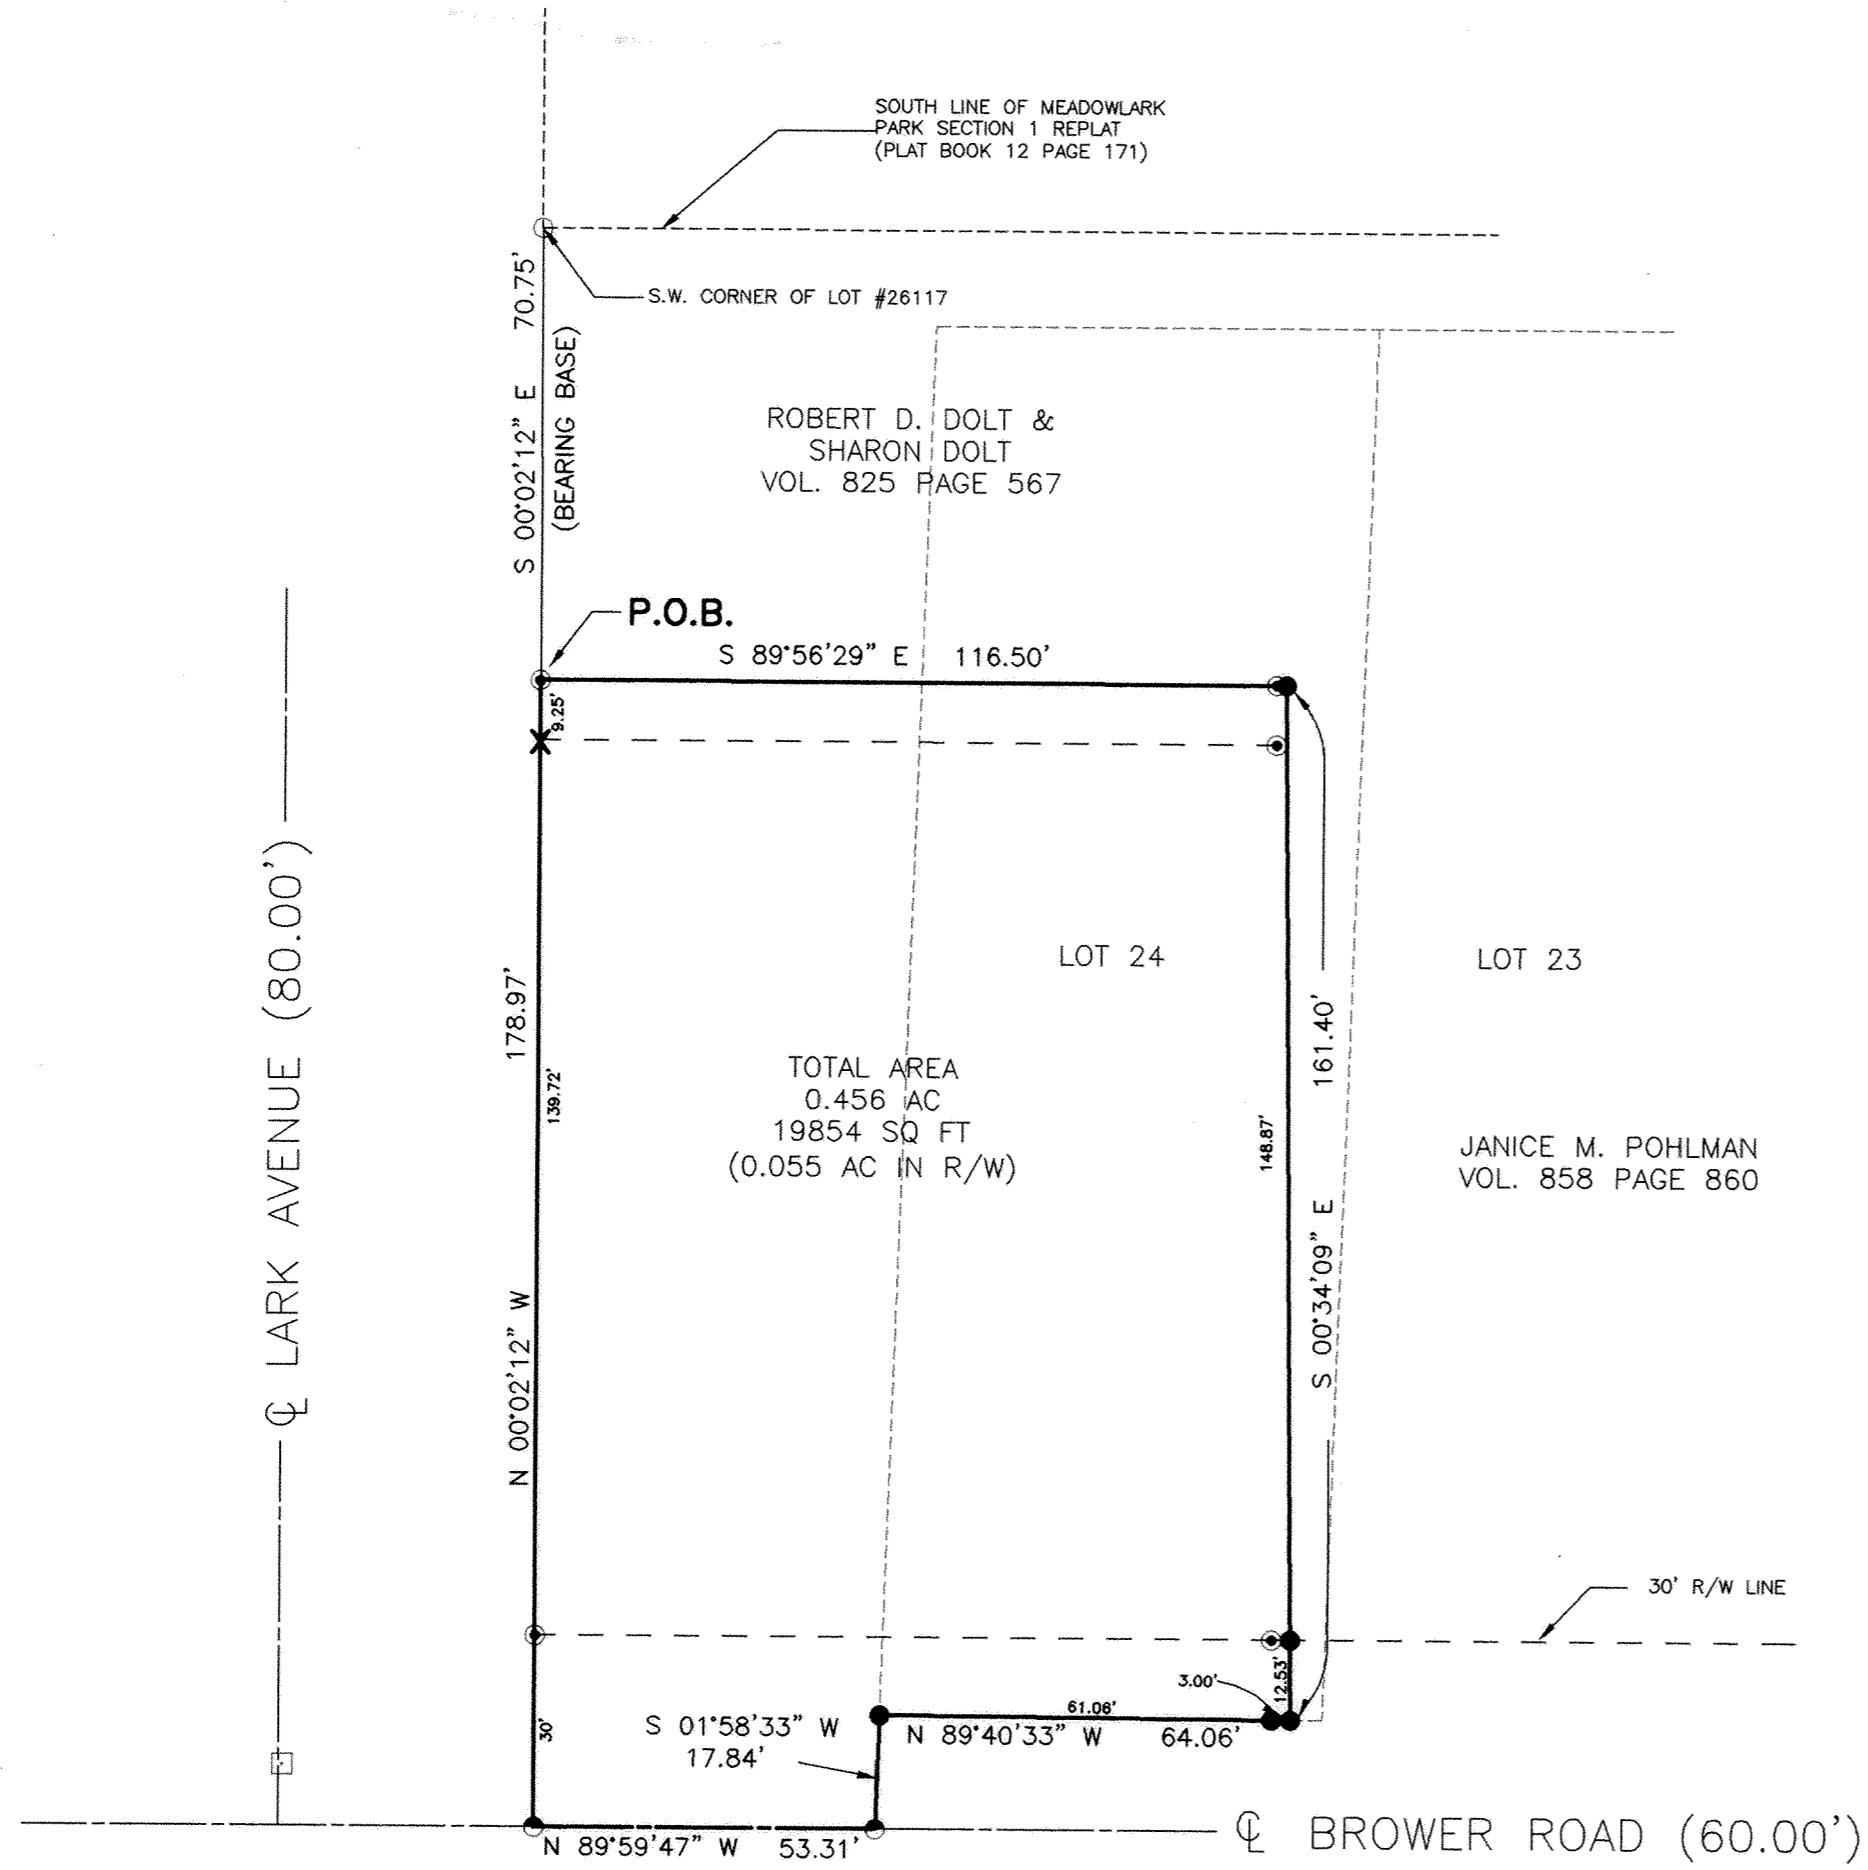 SOUTH LINE OF MEADOWLARK
PARK SECTION 1 REPLAT
(PLAT BOOK 12 PAGE 171)
S.W. CORNER OF LOT #26117
S 00°02'12" E 70.75'
(BEARING BASE)
ROBERT D. DOLT &
SHARON DOLT
VOL. 825 PAGE 567
P.O.B.
S 89°56'29" E 116.50'
9.25'
℄ LARK AVENUE (80.00')
N 00°02'12" W 178.97'
139.72'
LOT 24
LOT 23
TOTAL AREA
0.456 AC
19854 SQ FT
(0.055 AC IN R/W)
148.87'
S 00°34'09" E 161.40'
JANICE M. POHLMAN
VOL. 858 PAGE 860
30' R/W LINE
3.00'
12.53'
61.06'
N 89°40'33" W 64.06'
S 01°58'33" W
17.84'
30'
N 89°59'47" W 53.31'
℄ BROWER ROAD (60.00')